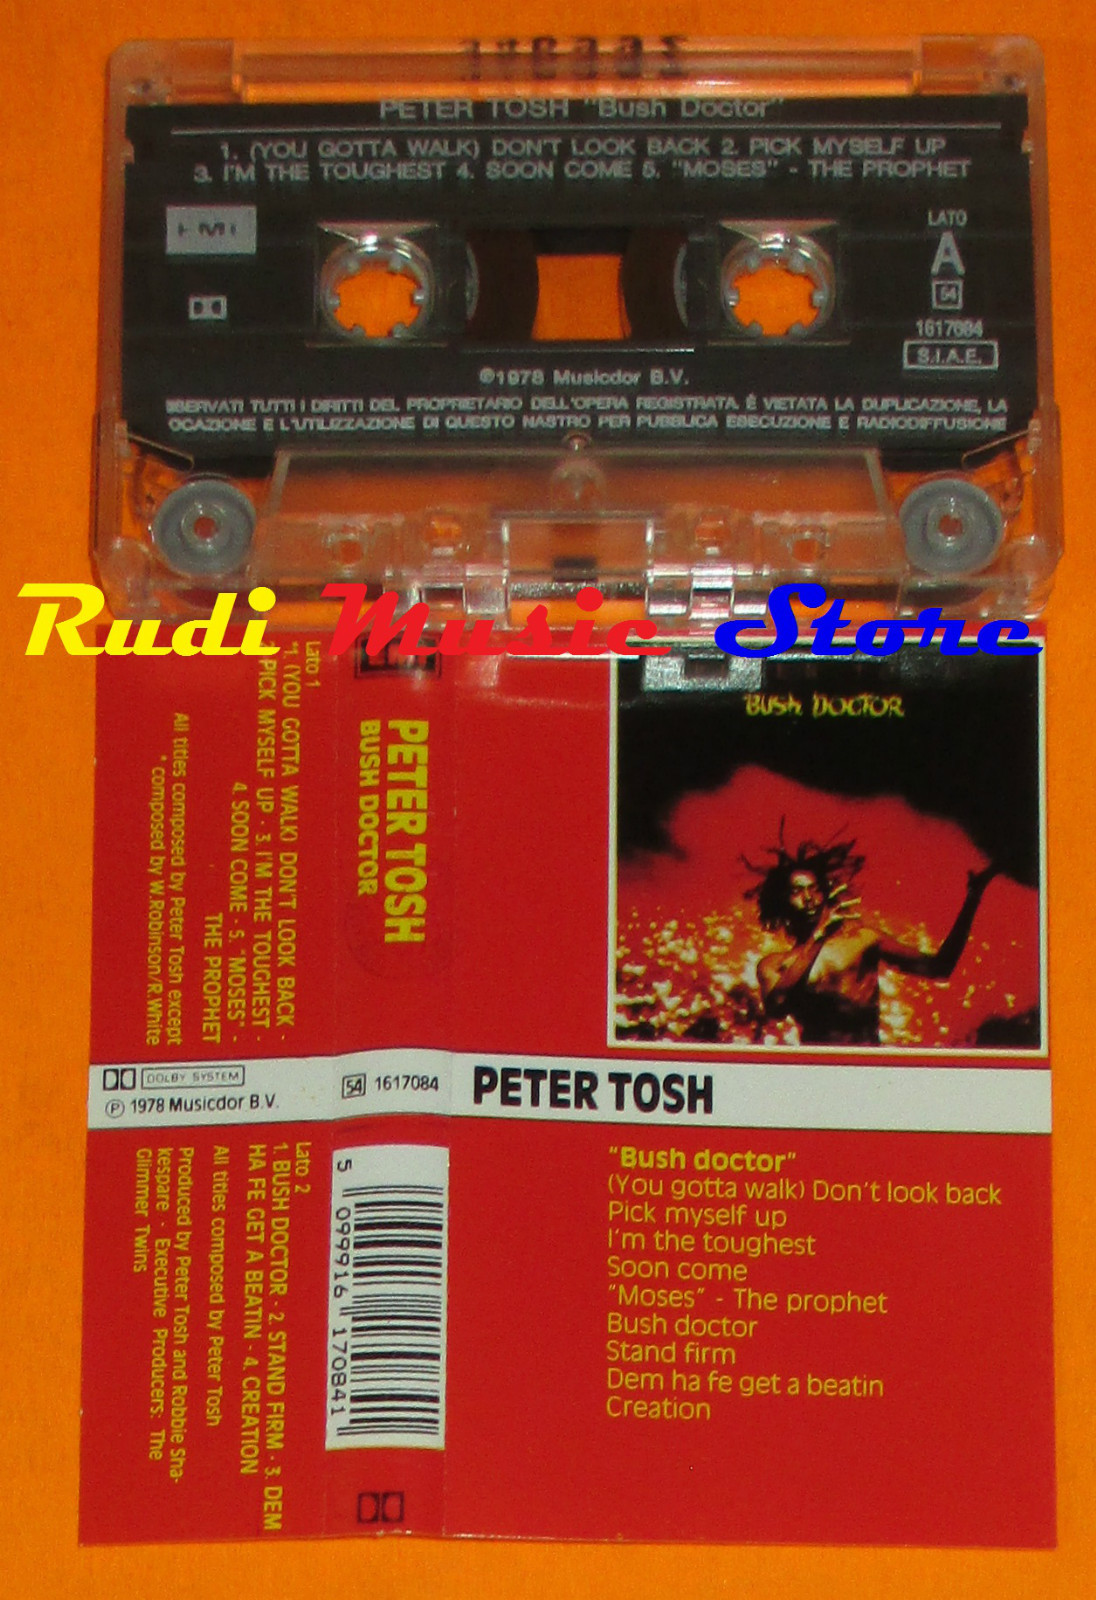 PETER TOSH "Bush Doctor"
1. (YOU GOTTA WALK) DON'T LOOK BACK 2. PICK MYSELF UP
3. I'M THE TOUGHEST 4. SOON COME 5. "MOSES" - THE PROPHET
EMI
LATO
A
54
1617084
S.I.A.E.
℗1978 Musicdor B.V.
SERVATI TUTTI I DIRITTI DEL PROPRIETARIO DELL'OPERA REGISTRATA. É VIETATA LA DUPLICAZIONE, LA
OCAZIONE E L'UTILIZZAZIONE DI QUESTO NASTRO PER PUBBLICA ESECUZIONE E RADIODIFFUSIONE
Rudi Music Store
Lato 1
*1. (YOU GOTTA WALK) DON'T LOOK BACK ·
PICK MYSELF UP · 3. I'M THE TOUGHEST ·
4. SOON COME · 5. "MOSES" -
THE PROPHET
All titles composed by Peter Tosh except
* composed by W.Robinson/R.White
PETER TOSH
BUSH DOCTOR
BUSH DOCTOR
DOLBY SYSTEM
℗ 1978 Musicdor B.V.
54 1617084
PETER TOSH
Lato 2
1. BUSH DOCTOR · 2. STAND FIRM · 3. DEM
HA FE GET A BEATIN · 4. CREATION
All titles composed by Peter Tosh
Produced by Peter Tosh and Robbie Sha-
kespare · Executive Producers: The
Glimmer Twins
5 099916 170841
"Bush doctor"
(You gotta walk) Don't look back
Pick myself up
I'm the toughest
Soon come
"Moses" - The prophet
Bush doctor
Stand firm
Dem ha fe get a beatin
Creation